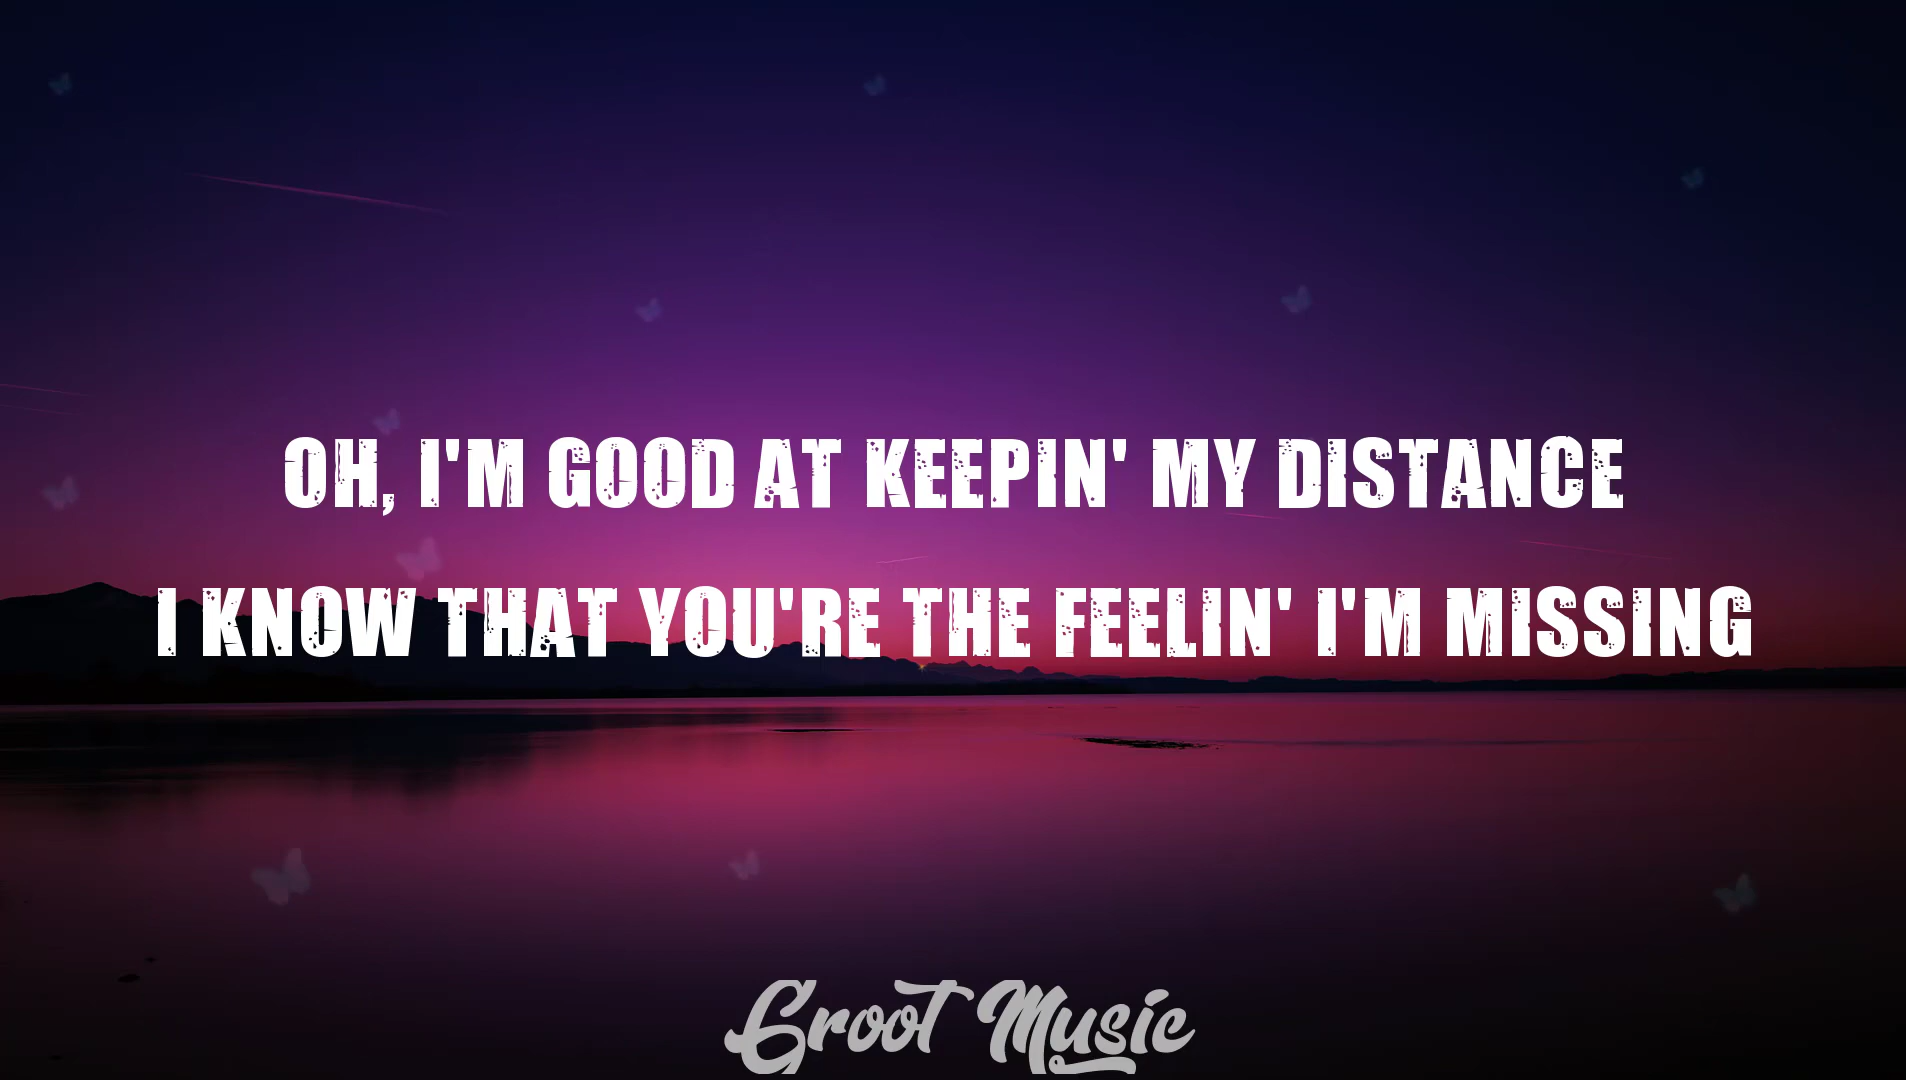 OH, I'M GOOD AT KEEPIN' MY DISTANCE
I KNOW THAT YOU'RE THE FEELIN' I'M MISSING
Groot Music